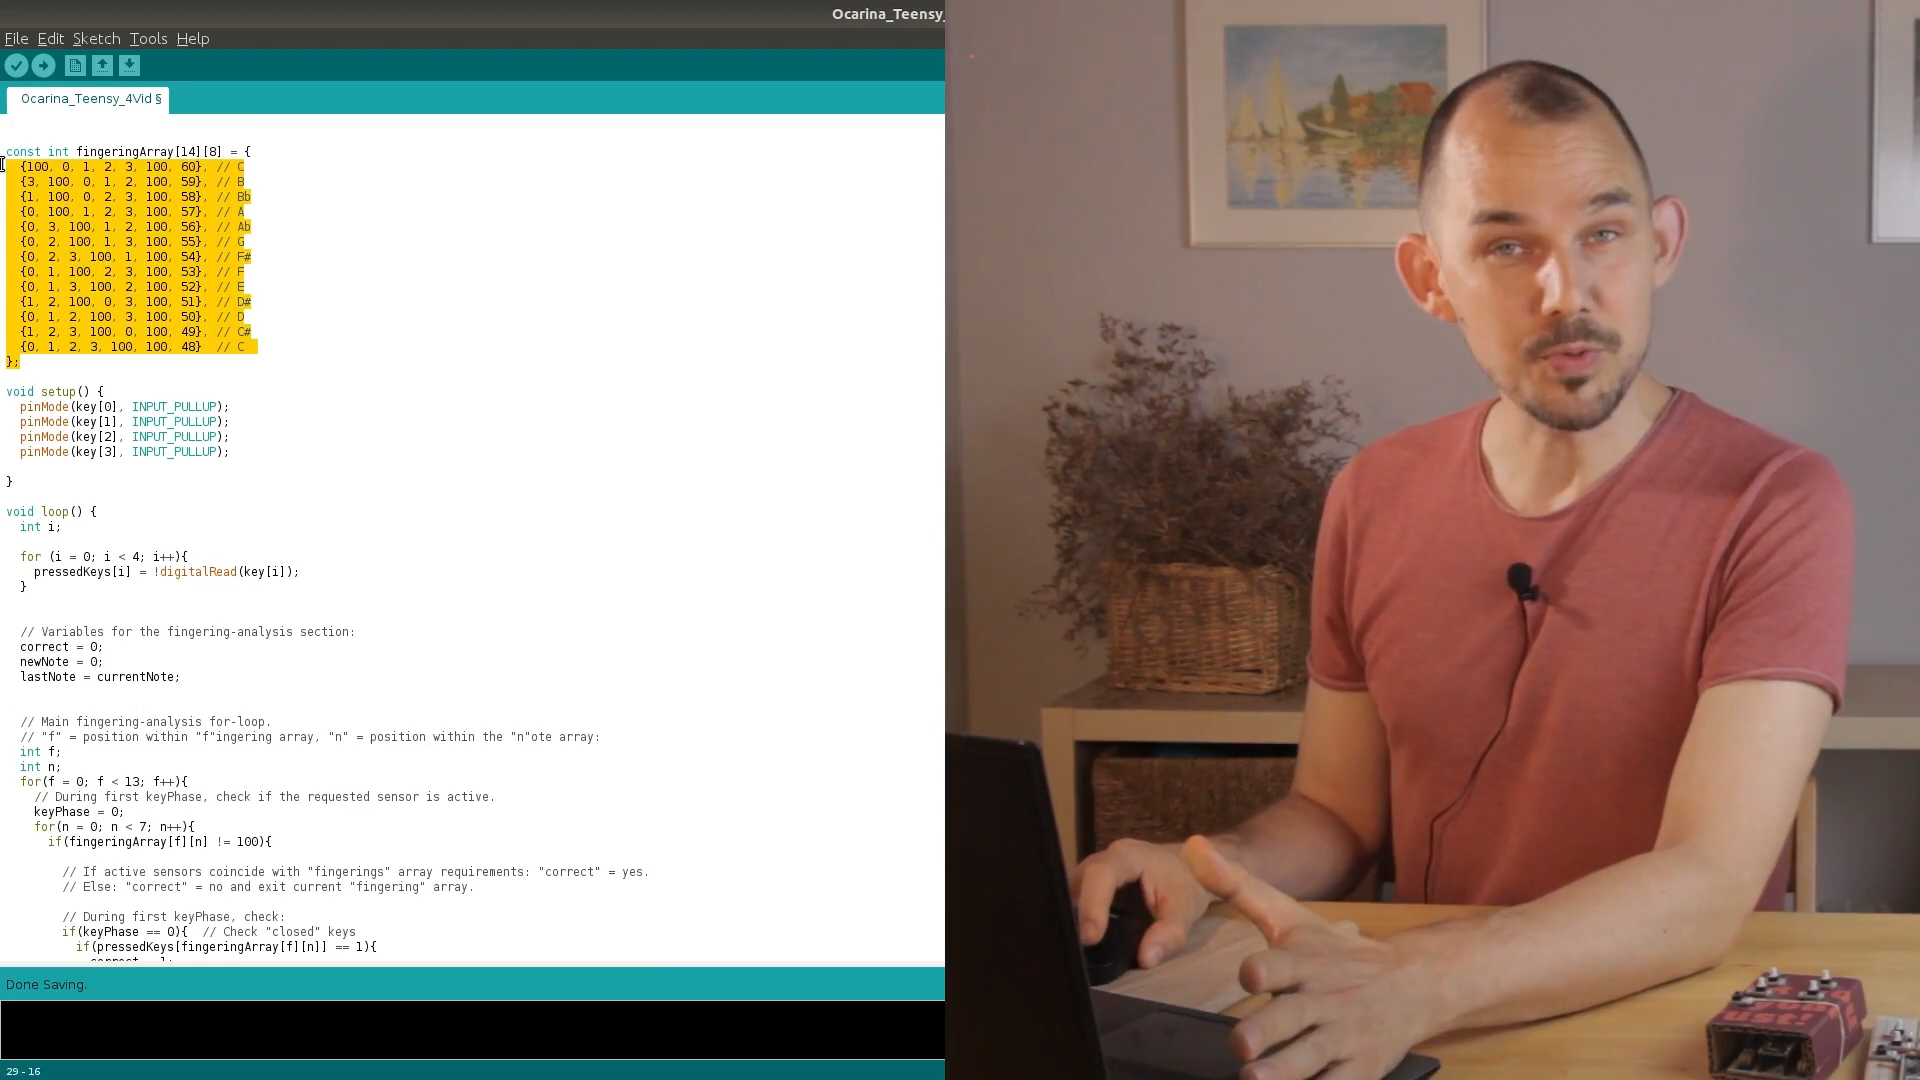 Ocarina_Teensy_
File Edit Sketch Tools Help
Ocarina_Teensy_4Vid §
const int fingeringArray[14][8] = {
{100, 0, 1, 2, 3, 100, 60}, // C
{3, 100, 0, 1, 2, 100, 59}, // B
{1, 100, 0, 2, 3, 100, 58}, // Bb
{0, 100, 1, 2, 3, 100, 57}, // A
{0, 3, 100, 1, 2, 100, 56}, // Ab
{0, 2, 100, 1, 3, 100, 55}, // G
{0, 2, 3, 100, 1, 100, 54}, // F#
{0, 1, 100, 2, 3, 100, 53}, // F
{0, 1, 3, 100, 2, 100, 52}, // E
{1, 2, 100, 0, 3, 100, 51}, // D#
{0, 1, 2, 100, 3, 100, 50}, // D
{1, 2, 3, 100, 0, 100, 49}, // C#
{0, 1, 2, 3, 100, 100, 48}  // C
};
void setup() {
pinMode(key[0], INPUT_PULLUP);
pinMode(key[1], INPUT_PULLUP);
pinMode(key[2], INPUT_PULLUP);
pinMode(key[3], INPUT_PULLUP);
}
void loop() {
int i;
for (i = 0; i < 4; i++){
pressedKeys[i] = !digitalRead(key[i]);
}
// Variables for the fingering-analysis section:
correct = 0;
newNote = 0;
lastNote = currentNote;
// Main fingering-analysis for-loop.
// "f" = position within "f"ingering array, "n" = position within the "n"ote array:
int f;
int n;
for(f = 0; f < 13; f++){
// During first keyPhase, check if the requested sensor is active.
keyPhase = 0;
for(n = 0; n < 7; n++){
if(fingeringArray[f][n] != 100){
// If active sensors coincide with "fingerings" array requirements: "correct" = yes.
// Else: "correct" = no and exit current "fingering" array.
// During first keyPhase, check:
if(keyPhase == 0){  // Check "closed" keys
if(pressedKeys[fingeringArray[f][n]] == 1){
Done Saving.
29 - 16